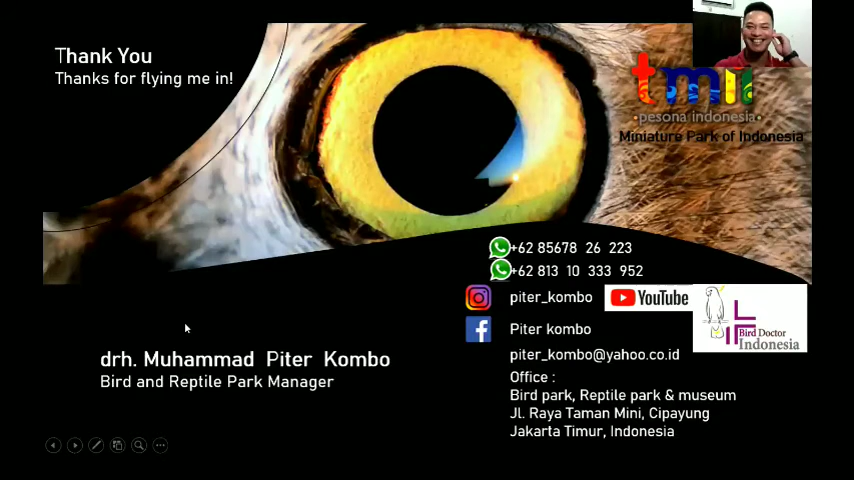 Thank You
Thanks for flying me in!
tmii
•pesona indonesia•
Miniature Park of Indonesia
+62 85678 26 223
+62 813 10 333 952
piter_kombo
YouTube
Piter kombo
Bird Doctor
Indonesia
piter_kombo@yahoo.co.id
drh. Muhammad Piter Kombo
Bird and Reptile Park Manager
Office :
Bird park, Reptile park & museum
Jl. Raya Taman Mini, Cipayung
Jakarta Timur, Indonesia